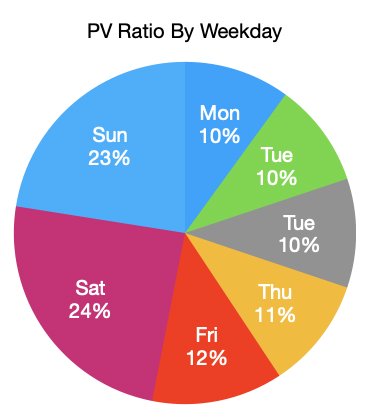 PV Ratio By Weekday
Mon
10%
Tue
10%
Tue
10%
Thu
11%
Fri
12%
Sat
24%
Sun
23%